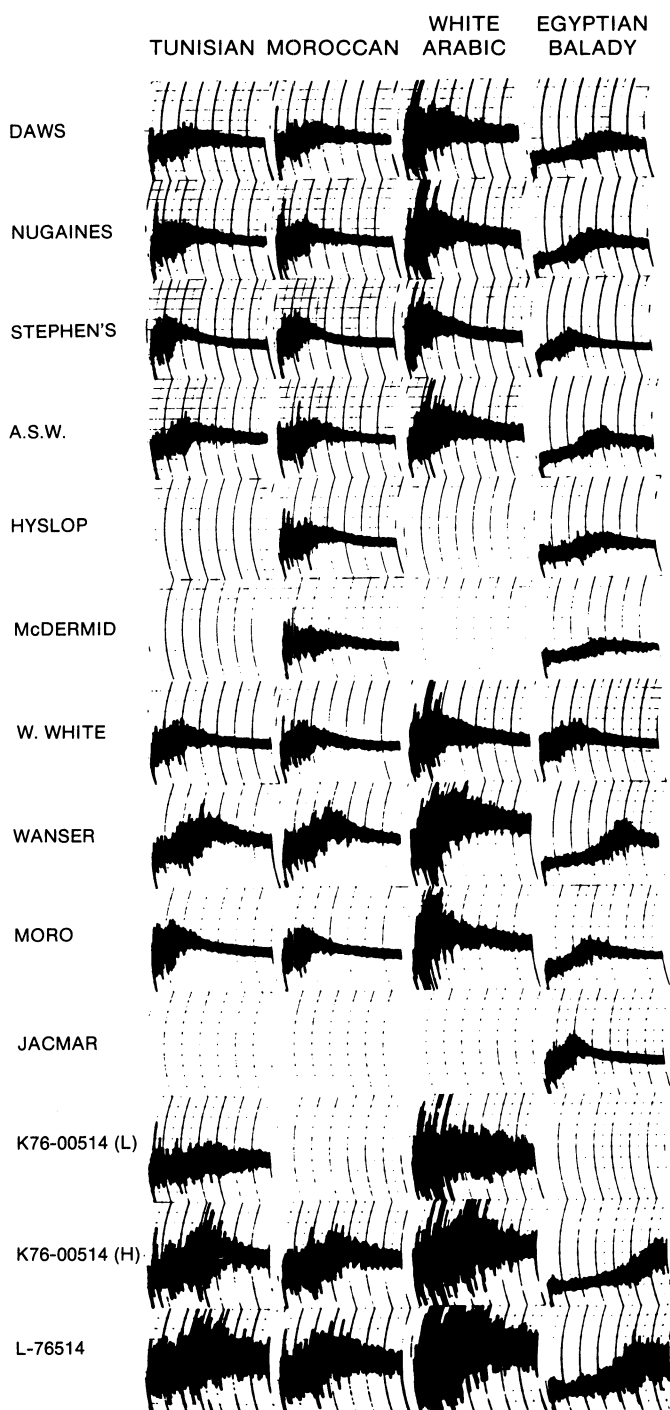 TUNISIAN MOROCCAN WHITE ARABIC EGYPTIAN BALADY
DAWS
NUGAINES
STEPHEN'S
A.S.W.
HYSLOP
McDERMID
W. WHITE
WANSER
MORO
JACMAR
K76-00514 (L)
K76-00514 (H)
L-76514